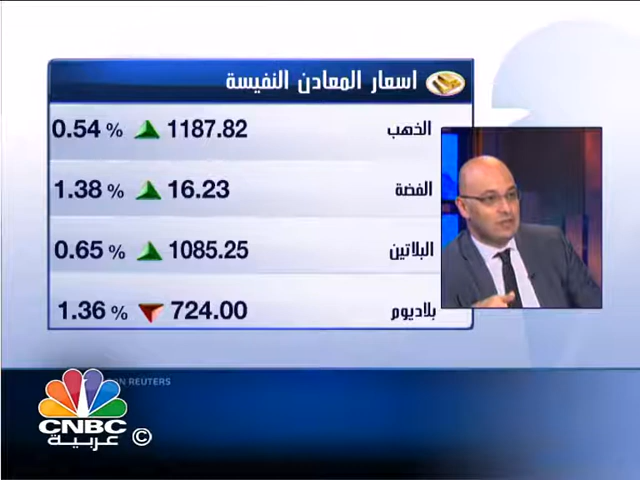 اسعار المعادن النفيسة
الذهب 1187.82 0.54 %
الفضة 16.23 1.38 %
البلاتين 1085.25 0.65 %
بلاديوم 724.00 1.36 %
REUTERS
CNBC
عربية ©